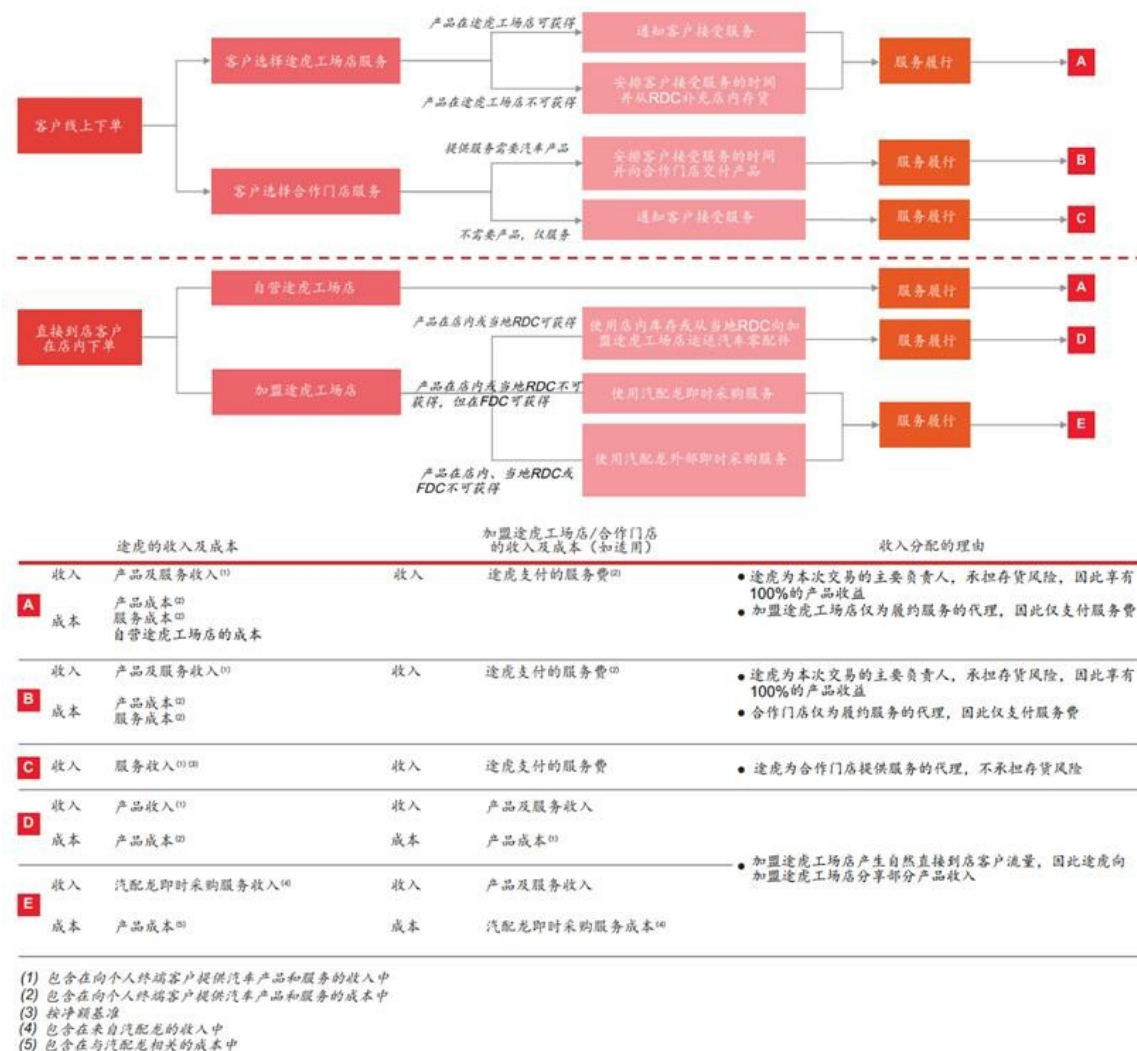 产品在途虎工场店可获得
通知客户接受服务
客户选择途虎工场店服务
服务履行
A
安排客户接受服务的时间
并从RDC补充店内存货
产品在途虎工场店不可获得
客户线上下单
提供服务需要汽车产品
安排客户接受服务的时间
并向合作门店交付产品
服务履行
B
客户选择合作门店服务
通知客户接受服务
服务履行
C
不需要产品，仅服务
自营途虎工场店
服务履行
A
直接到店客户
在店内下单
产品在店内或当地RDC可获得
使用店内库存或从当地RDC向加
盟途虎工场店运送汽车零配件
服务履行
D
加盟途虎工场店
产品在店内或当地RDC不可
获得，但在FDC可获得
使用汽配龙即时采购服务
服务履行
E
使用汽配龙外部即时采购服务
产品在店内、当地RDC或
FDC不可获得
途虎的收入及成本
加盟途虎工场店/合作门店
的收入及成本（如适用）
收入分配的理由
A
收入 产品及服务收入(1) 收入 途虎支付的服务费(2)
成本 产品成本(2)
服务成本(2)
自营途虎工场店的成本
● 途虎为本次交易的主要负责人，承担存货风险，因此享有
100%的产品收益
● 加盟途虎工场店仅为履约服务的代理，因此仅支付服务费
B
收入 产品及服务收入(1) 收入 途虎支付的服务费(2)
成本 产品成本(2)
服务成本(2)
● 途虎为本次交易的主要负责人，承担存货风险，因此享有
100%的产品收益
● 合作门店仅为履约服务的代理，因此仅支付服务费
C 收入 服务收入(1)(3) 收入 途虎支付的服务费
● 途虎为合作门店提供服务的代理，不承担存货风险
D
收入 产品收入(1) 收入 产品及服务收入
成本 产品成本(2) 成本 产品成本(1)
E
收入 汽配龙即时采购服务收入(4) 收入 产品及服务收入
成本 产品成本(5) 成本 汽配龙即时采购服务成本(4)
● 加盟途虎工场店产生自然直接到店客户流量，因此途虎向
加盟途虎工场店分享部分产品收入
(1) 包含在向个人终端客户提供汽车产品和服务的收入中
(2) 包含在向个人终端客户提供汽车产品和服务的成本中
(3) 按净额基准
(4) 包含在来自汽配龙的收入中
(5) 包含在与汽配龙相关的成本中